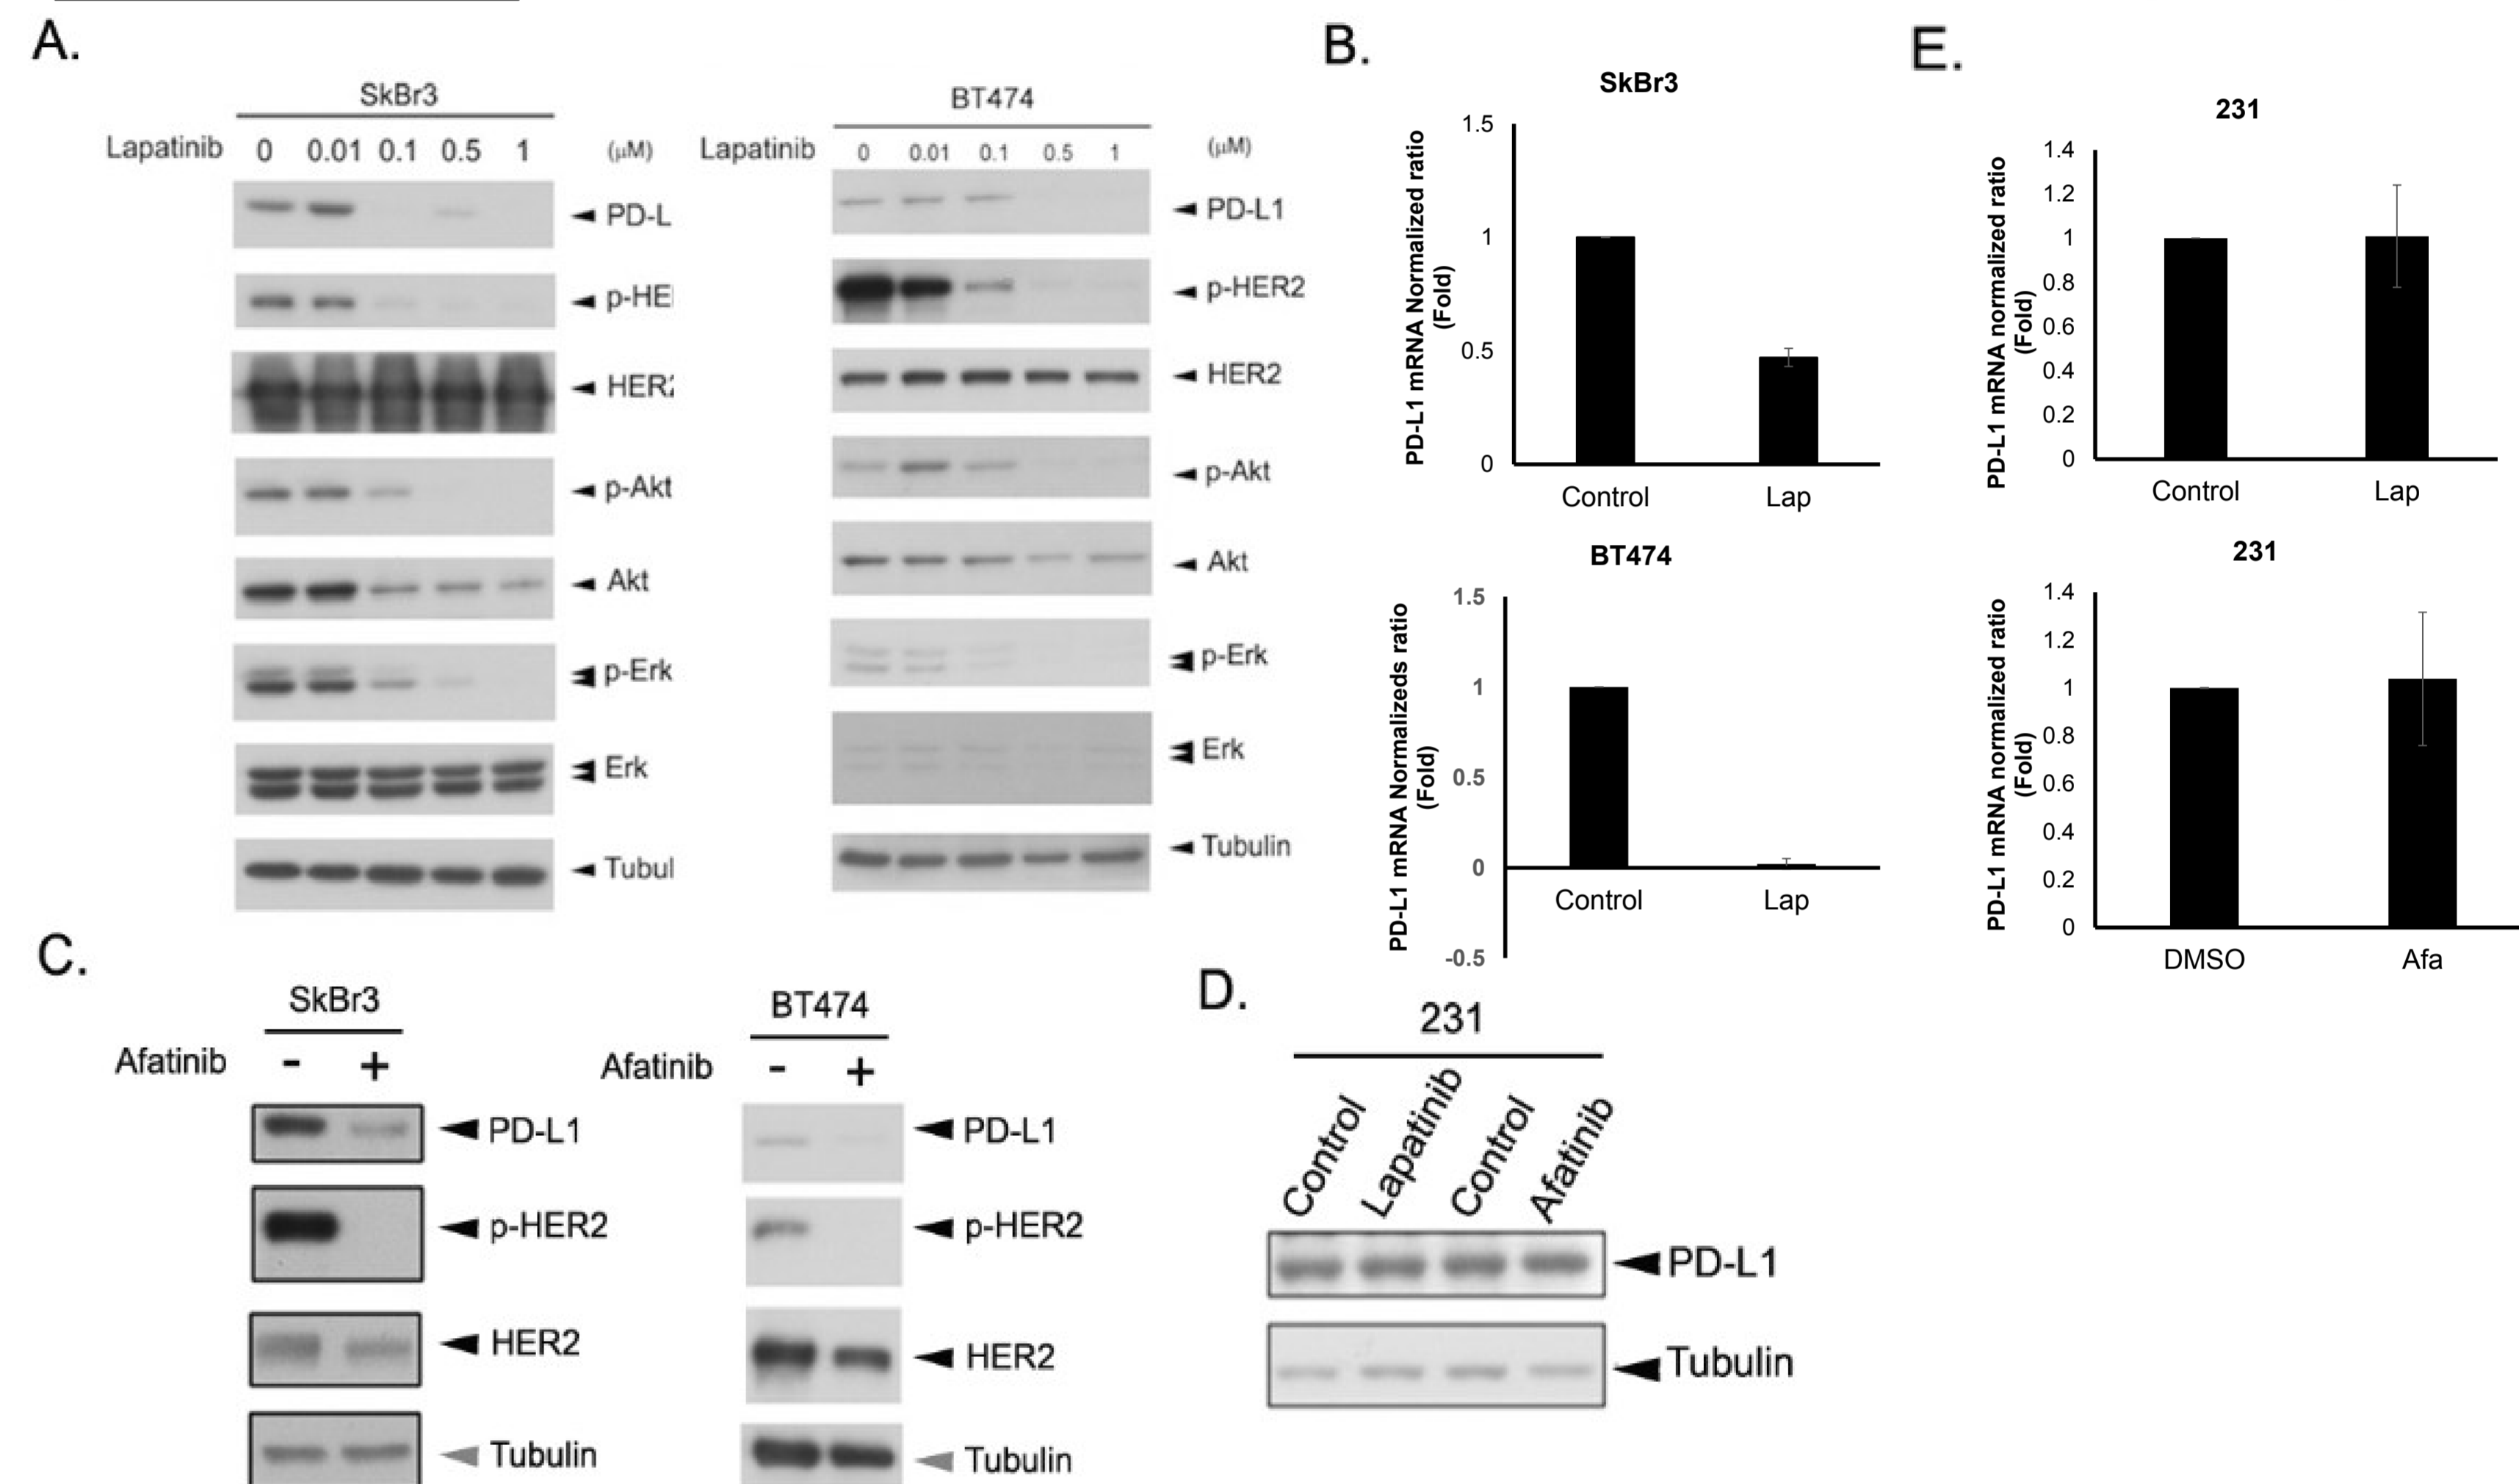 A.
SkBr3
Lapatinib 0 0.01 0.1 0.5 1 (μM)
PD-L
p-HE
HER2
p-Akt
Akt
p-Erk
Erk
Tubul
BT474
Lapatinib 0 0.01 0.1 0.5 1 (μM)
PD-L1
p-HER2
HER2
p-Akt
Akt
p-Erk
Erk
Tubulin
B.
SkBr3
PD-L1 mRNA Normalized ratio
(Fold)
1.5
1
0.5
0
Control Lap
BT474
PD-L1 mRNA Normalizeds ratio
(Fold)
1.5
1
0.5
0
-0.5
Control Lap
E.
231
PD-L1 mRNA normalized ratio
(Fold)
1.4
1.2
1
0.8
0.6
0.4
0.2
0
Control Lap
231
PD-L1 mRNA normalized ratio
(Fold)
1.4
1.2
1
0.8
0.6
0.4
0.2
0
DMSO Afa
C.
SkBr3
Afatinib - +
PD-L1
p-HER2
HER2
Tubulin
BT474
Afatinib - +
PD-L1
p-HER2
HER2
Tubulin
D.
231
Control Lapatinib Control Afatinib
PD-L1
Tubulin